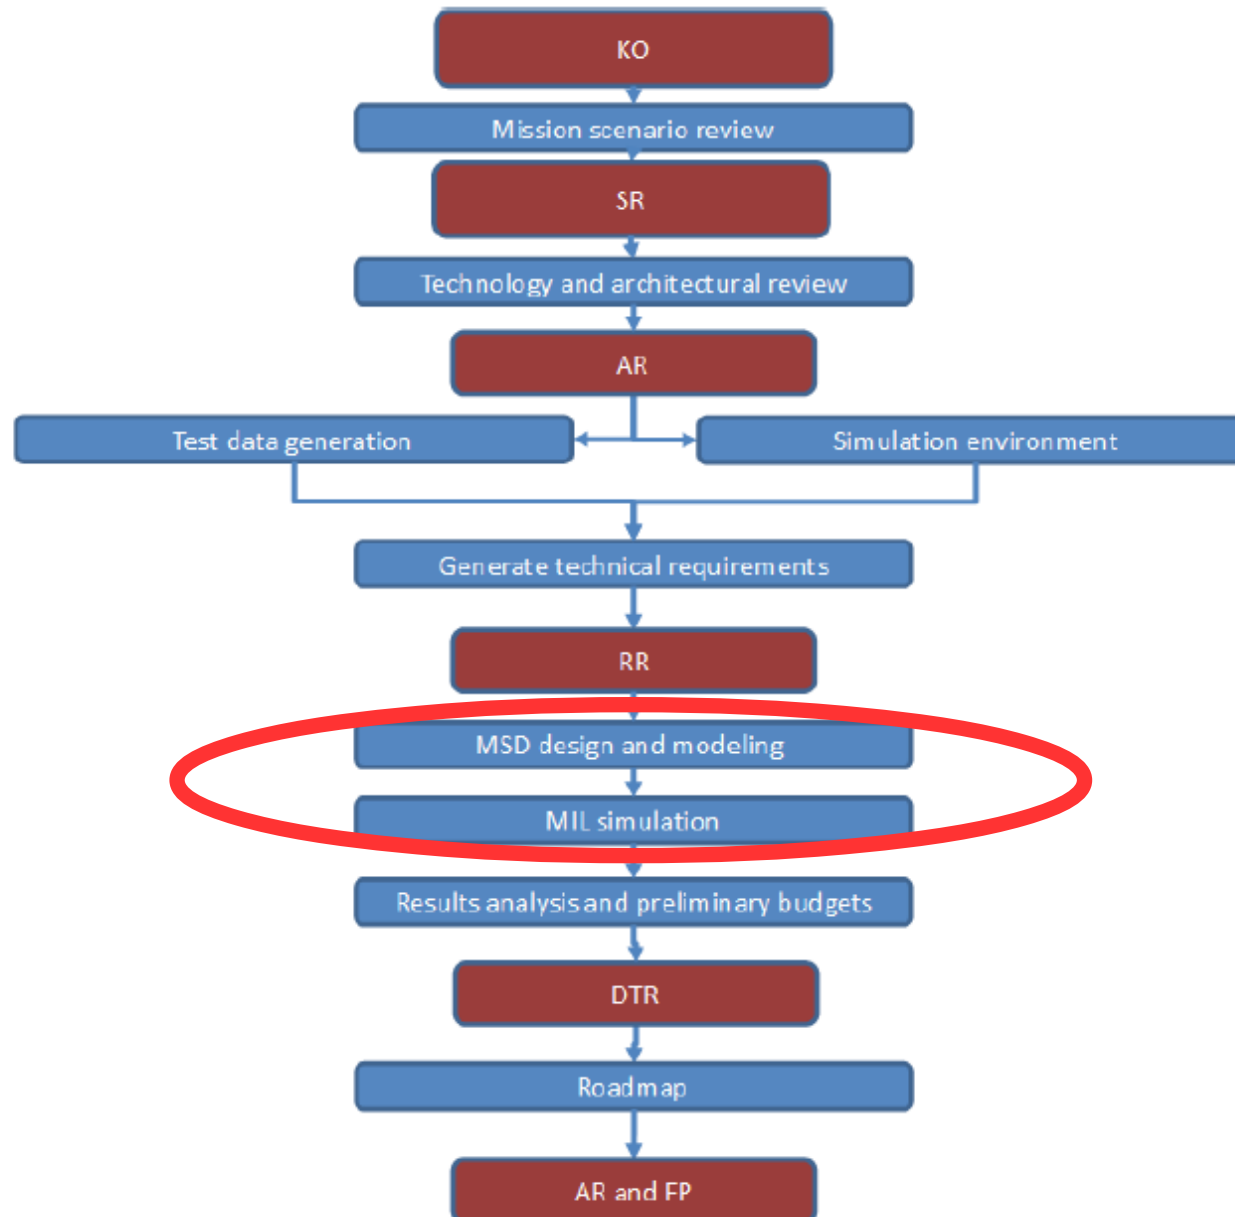 KO
Mission scenario review
SR
Technology and architectural review
AR
Test data generation
Simulation environment
Generate technical requirements
RR
MSD design and modeling
MIL simulation
Results analysis and preliminary budgets
DTR
Roadmap
AR and FP